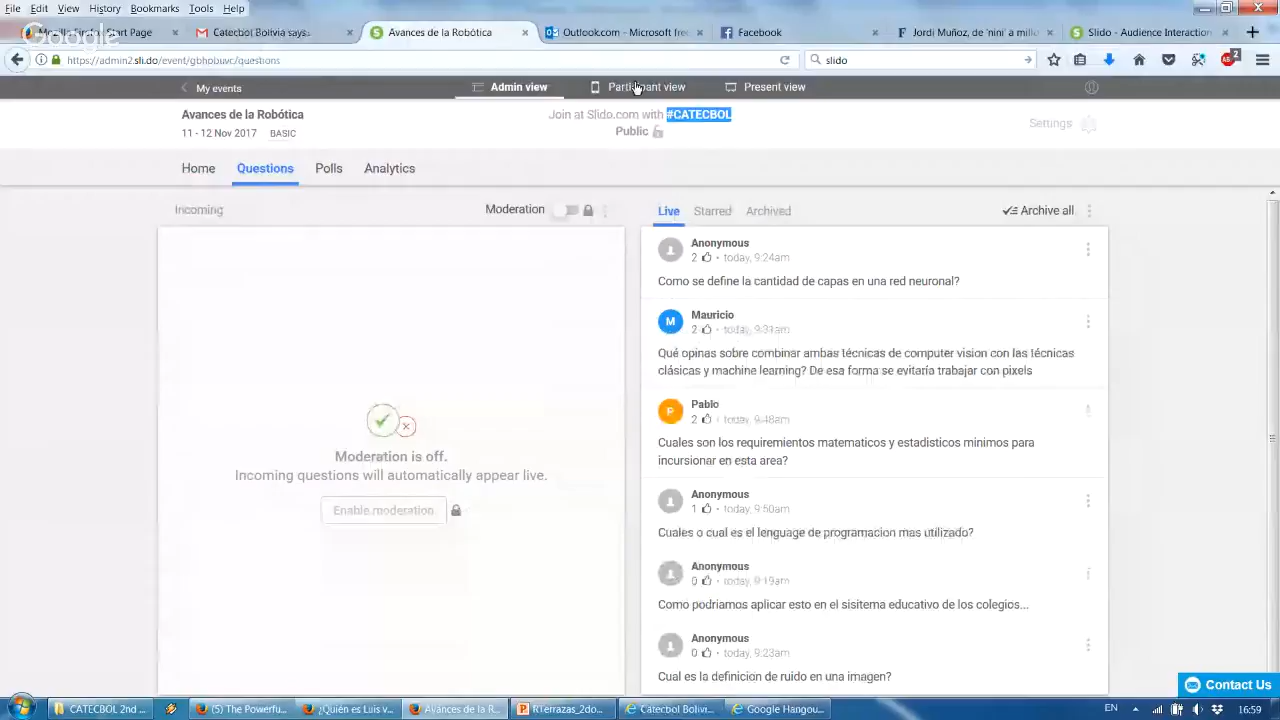 File Edit View History Bookmarks Tools Help
Google
Start Page
Catecbol Bolivia says...
Avances de la Robótica
Outlook.com - Microsoft fre...
Facebook
Jordi Muñoz, de 'nini' a millo...
Slido - Audience Interaction ...
https://admin2.sli.do/event/gbhpbuvc/questions
slido
2
My events
Admin view
Participant view
Present view
Avances de la Robótica
11 - 12 Nov 2017 BASIC
Join at Slido.com with #CATECBOL
Public
Settings
Home
Questions
Polls
Analytics
Incoming
Moderation
Live
Starred
Archived
Archive all
Moderation is off.
Incoming questions will automatically appear live.
Enable moderation
Anonymous
2 · today, 9:24am
Como se define la cantidad de capas en una red neuronal?
M
Mauricio
2 · today, 9:31am
Qué opinas sobre combinar ambas técnicas de computer vision con las técnicas
clásicas y machine learning? De esa forma se evitaría trabajar con pixels
P
Pablo
2 · today, 9:48am
Cuales son los requiremientos matematicos y estadisticos minimos para
incursionar en esta area?
Anonymous
1 · today, 9:50am
Cuales o cual es el lenguage de programacion mas utilizado?
Anonymous
0 · today, 9:19am
Como podriamos aplicar esto en el sisitema educativo de los colegios...
Anonymous
0 · today, 9:23am
Cual es la definicion de ruido en una imagen?
Contact Us
CATECBOL 2nd ...
(5) The Powerfu...
¿Quién es Luis v...
Avances de la R...
RTerrazas_2do...
Catecbol Bolivi...
Google Hangou...
EN
16:59